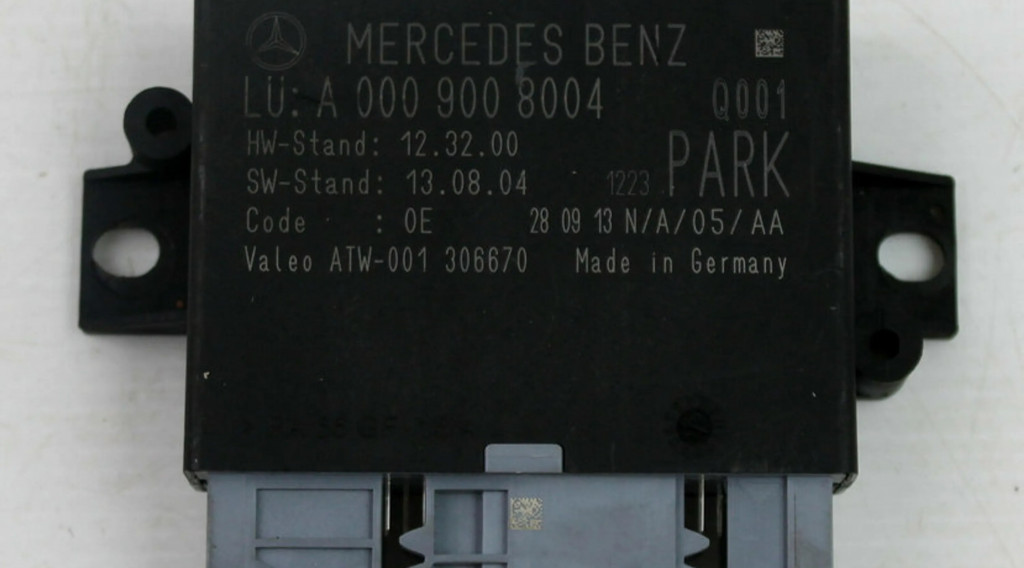 MERCEDES BENZ
LÜ: A 000 900 8004 Q001
HW-Stand: 12.32.00
SW-Stand: 13.08.04 1223 PARK
Code : 0E 28 09 13 N/A/05/AA
Valeo ATW-001 306670 Made in Germany